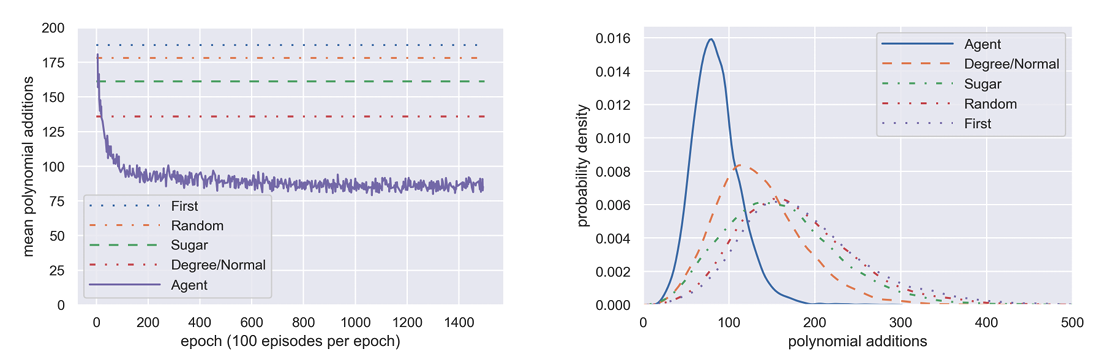 200
175
150
125
100
75
50
25
0
mean polynomial additions
First
Random
Sugar
Degree/Normal
Agent
0 200 400 600 800 1000 1200 1400
epoch (100 episodes per epoch)
0.016
0.014
0.012
0.010
0.008
0.006
0.004
0.002
0.000
probability density
Agent
Degree/Normal
Sugar
Random
First
0 100 200 300 400 500
polynomial additions